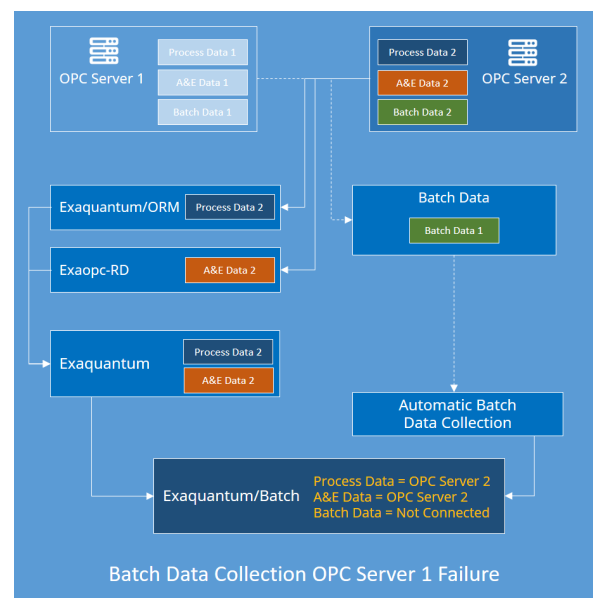 OPC Server 1
Process Data 1
A&E Data 1
Batch Data 1
Process Data 2
A&E Data 2
Batch Data 2
OPC Server 2
Exaquantum/ORM
Process Data 2
Exaopc-RD
A&E Data 2
Batch Data
Batch Data 1
Exaquantum
Process Data 2
A&E Data 2
Automatic Batch
Data Collection
Exaquantum/Batch
Process Data = OPC Server 2
A&E Data = OPC Server 2
Batch Data = Not Connected
Batch Data Collection OPC Server 1 Failure